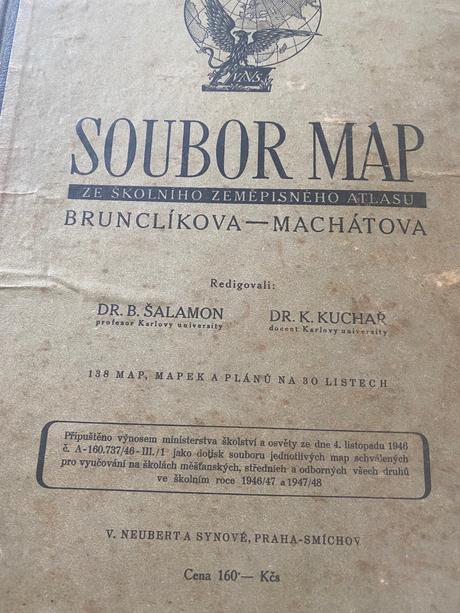 VNS
SOUBOR MAP
ZE ŠKOLNÍHO ZEMĚPISNÉHO ATLASU
BRUNCLÍKOVA—MACHÁTOVA
Redigovali:
DR. B. ŠALAMON DR. K. KUCHAŘ
profesor Karlovy university docent Karlovy university
138 MAP, MAPEK A PLÁNŮ NA 30 LISTECH
Připuštěno výnosem ministerstva školství a osvěty ze dne 4. listopadu 1946
č. A-160.737/46-III./1 jako dotisk souboru jednotlivých map schválených
pro vyučování na školách měšťanských, středních a odborných všech druhů
ve školním roce 1946/47 a 1947/48
V. NEUBERT A SYNOVÉ, PRAHA-SMÍCHOV
Cena 160·— Kčs